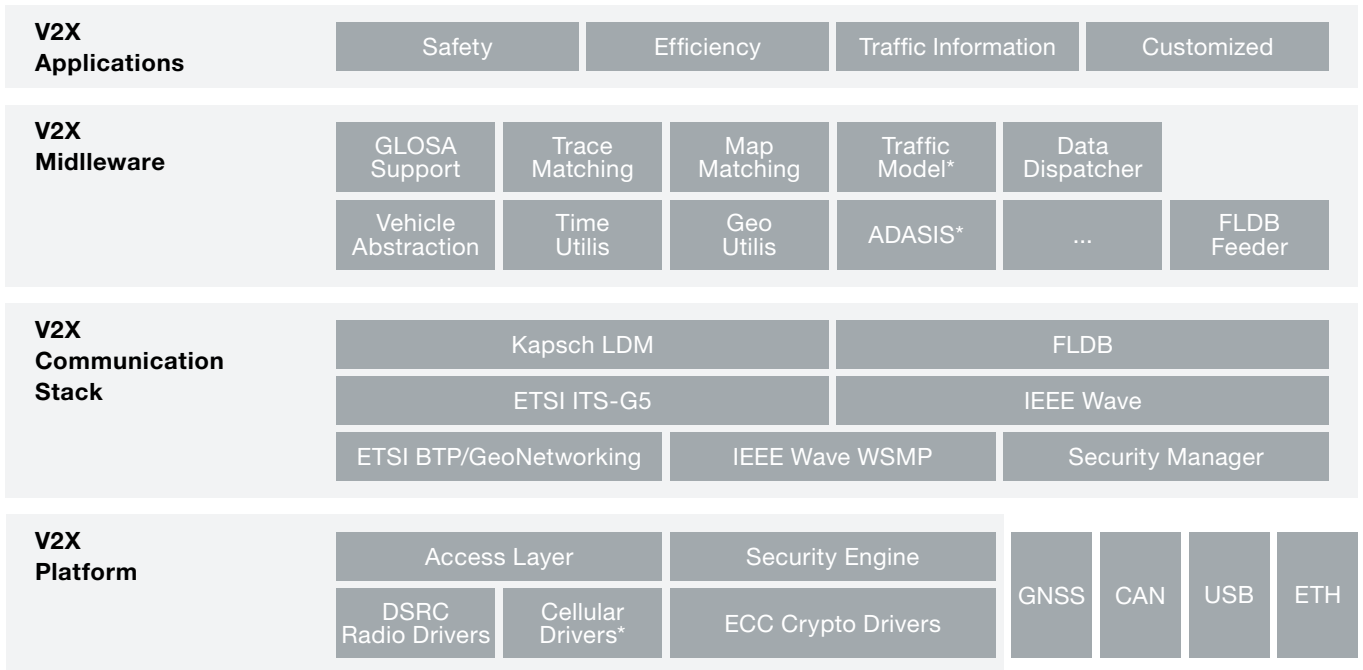 V2X
Applications
Safety
Efficiency
Traffic Information
Customized
V2X
Midlleware
GLOSA
Support
Trace
Matching
Map
Matching
Traffic
Model*
Data
Dispatcher
Vehicle
Abstraction
Time
Utilis
Geo
Utilis
ADASIS*
...
FLDB
Feeder
V2X
Communication
Stack
Kapsch LDM
FLDB
ETSI ITS-G5
IEEE Wave
ETSI BTP/GeoNetworking
IEEE Wave WSMP
Security Manager
V2X
Platform
Access Layer
Security Engine
DSRC
Radio Drivers
Cellular
Drivers*
ECC Crypto Drivers
GNSS
CAN
USB
ETH